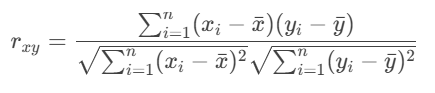 r_{xy} = \frac{\sum_{i=1}^{n}(x_i - \bar{x})(y_i - \bar{y})}{\sqrt{\sum_{i=1}^{n}(x_i - \bar{x})^2}\sqrt{\sum_{i=1}^{n}(y_i - \bar{y})^2}}